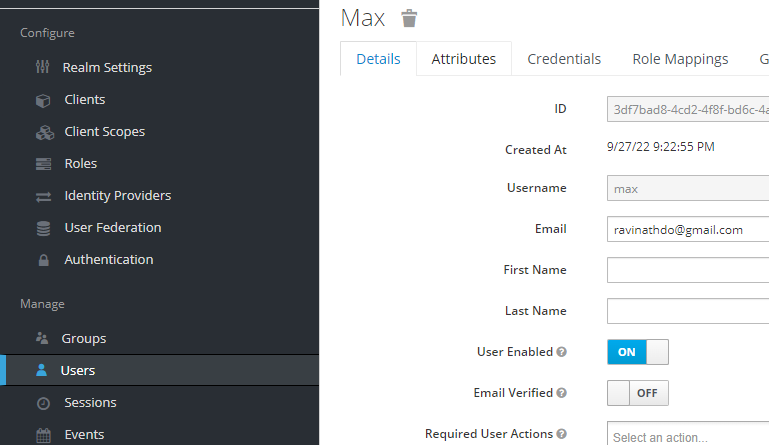 Configure
Realm Settings
Clients
Client Scopes
Roles
Identity Providers
User Federation
Authentication
Manage
Groups
Users
Sessions
Events
Max
Details Attributes Credentials Role Mappings G
ID 3df7bad8-4cd2-4f8f-bd6c-4a
Created At 9/27/22 9:22:55 PM
Username max
Email ravinathdo@gmail.com
First Name
Last Name
User Enabled ON
Email Verified OFF
Required User Actions Select an action...